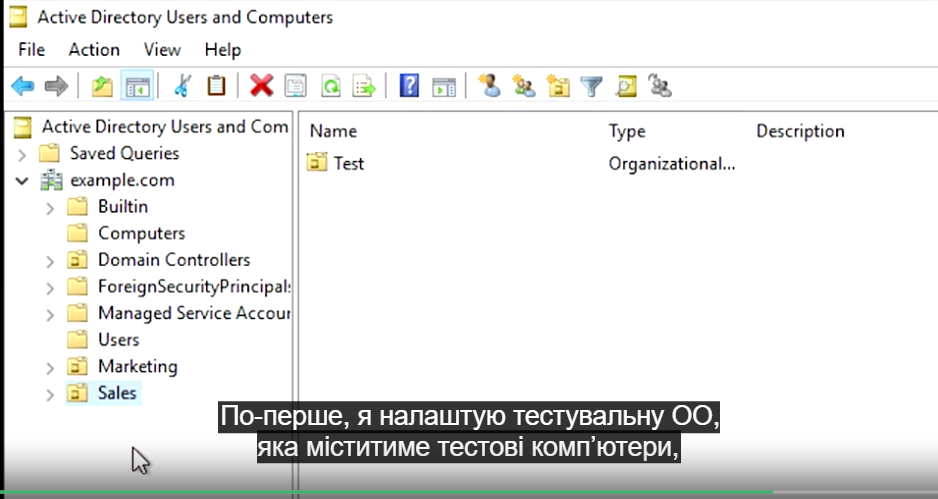 Active Directory Users and Computers
File Action View Help
Active Directory Users and Com
Saved Queries
example.com
Builtin
Computers
Domain Controllers
ForeignSecurityPrincipals
Managed Service Accour
Users
Marketing
Sales
Name Type Description
Test Organizational...
По-перше, я налаштую тестувальну ОО,
яка міститиме тестові комп’ютери,